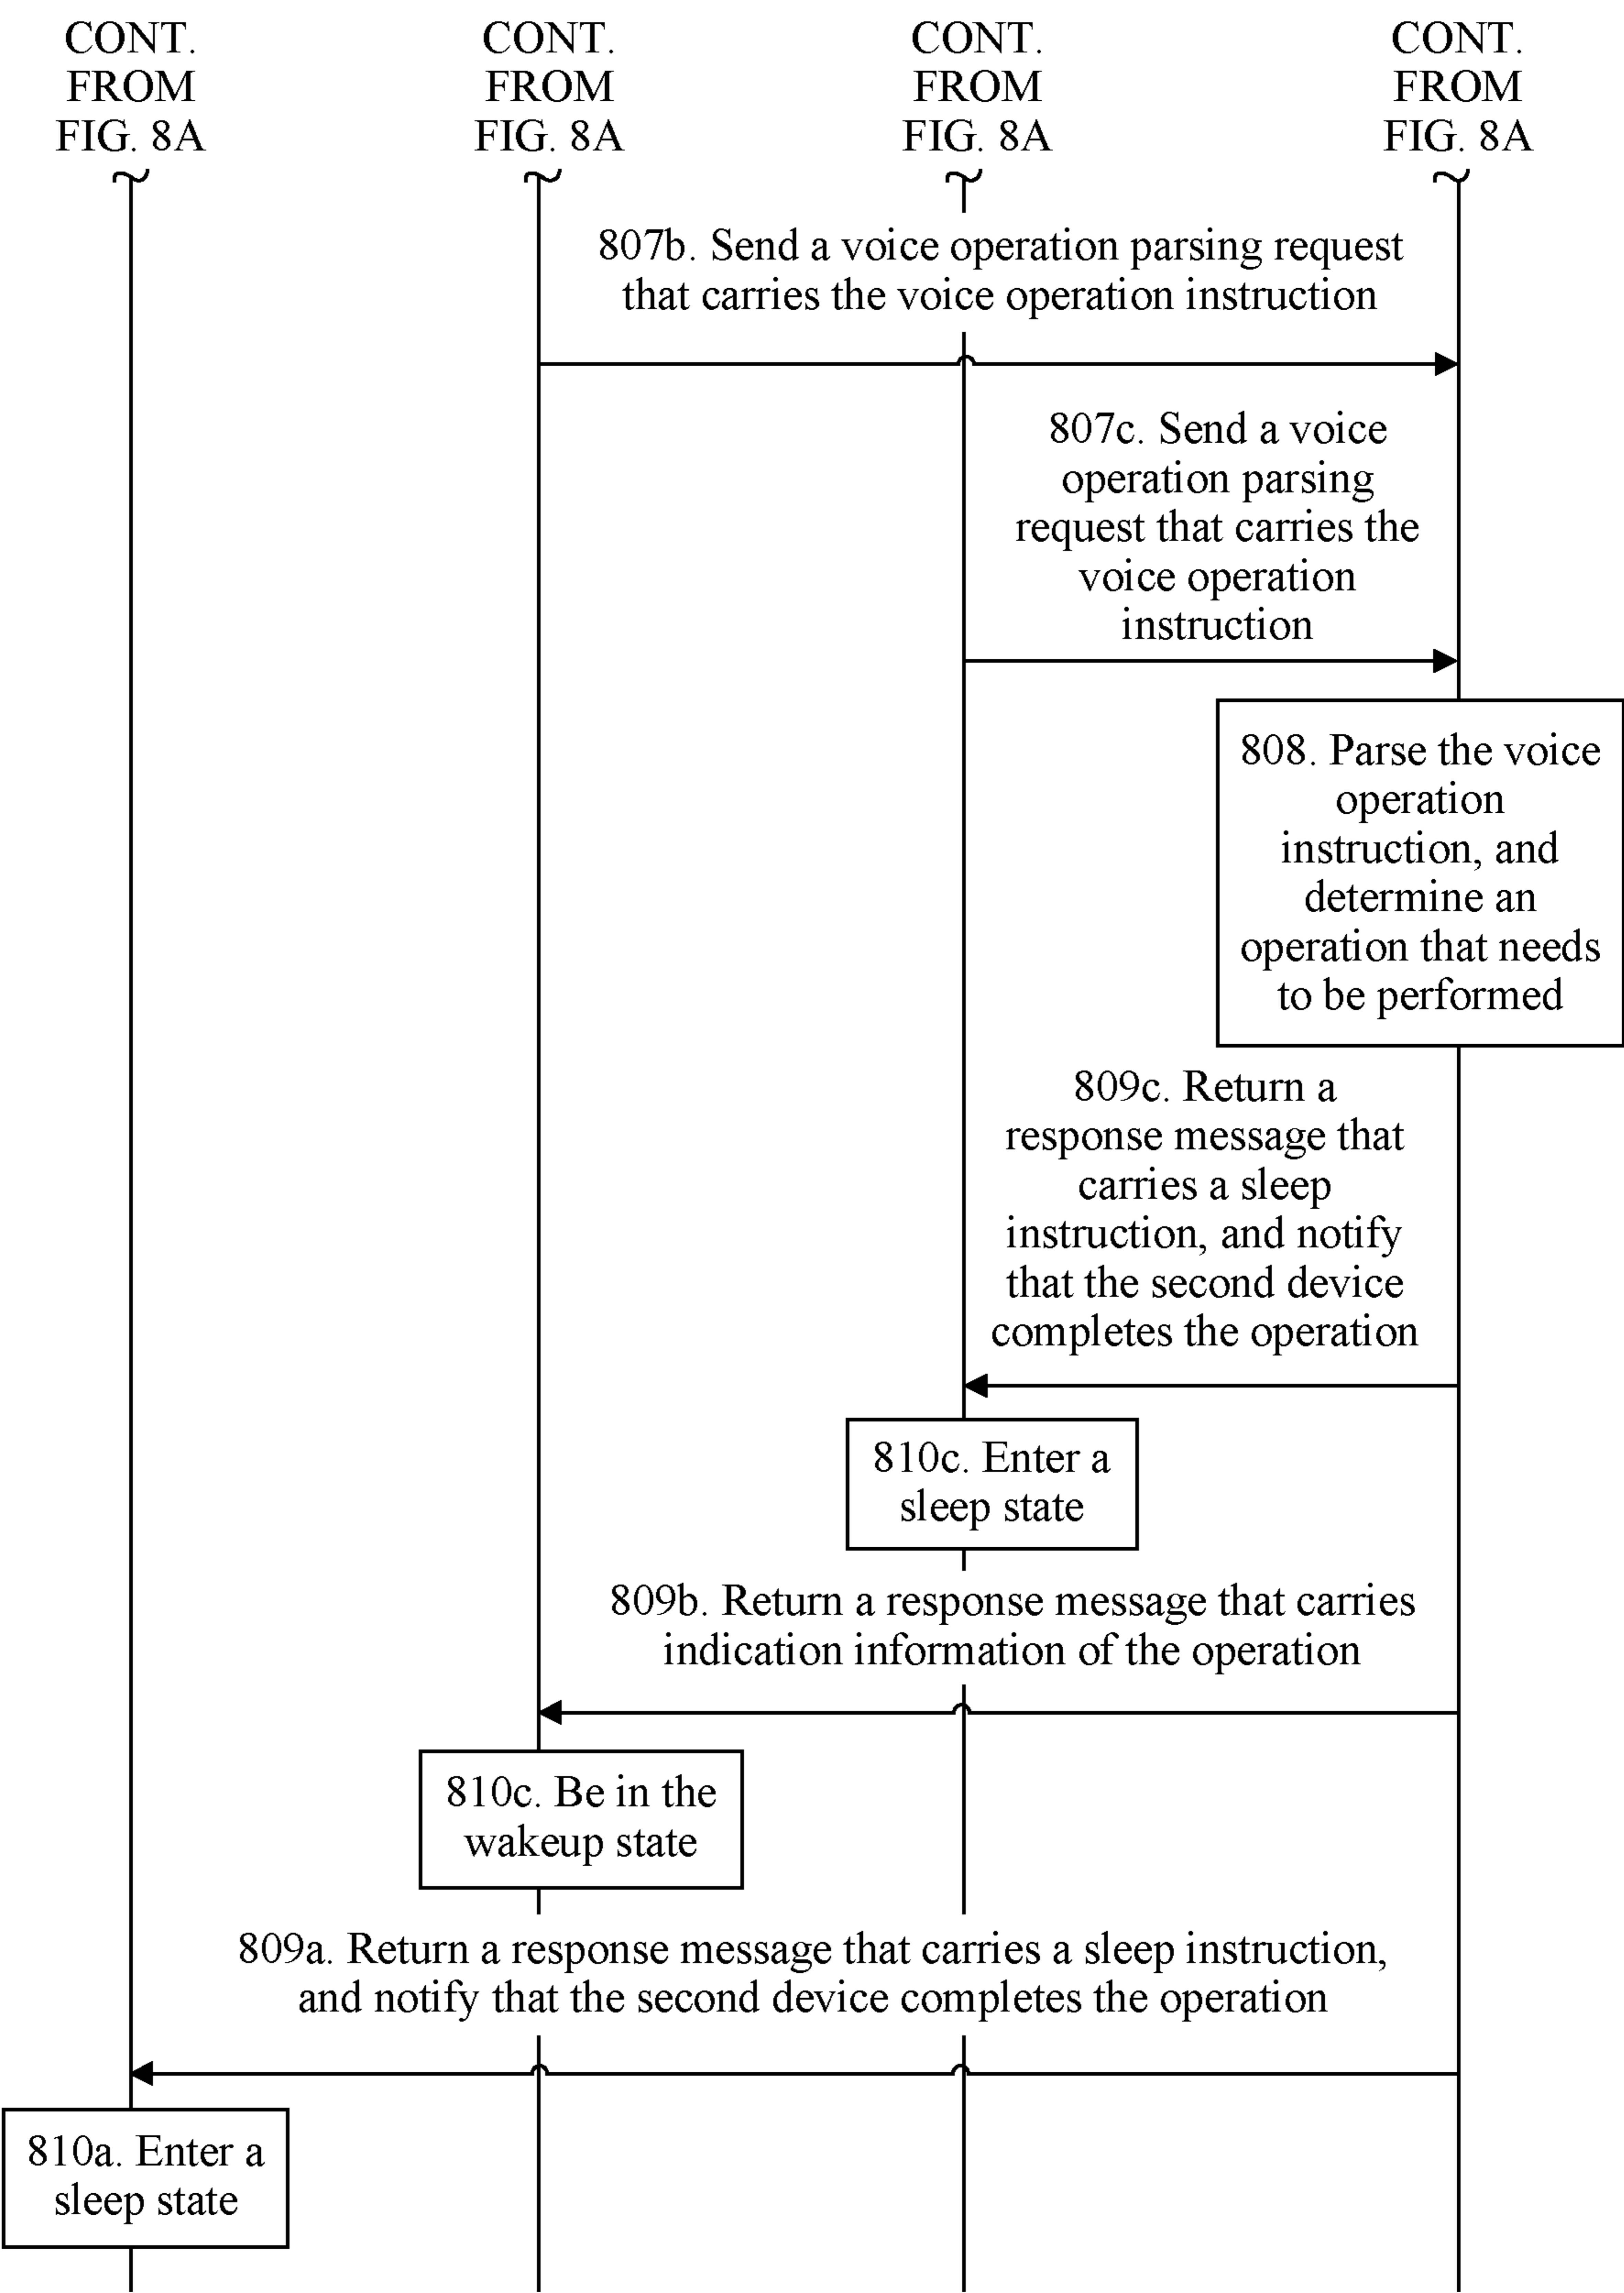 CONT.
FROM
FIG. 8A
CONT.
FROM
FIG. 8A
CONT.
FROM
FIG. 8A
CONT.
FROM
FIG. 8A
807b. Send a voice operation parsing request
that carries the voice operation instruction
807c. Send a voice
operation parsing
request that carries the
voice operation
instruction
808. Parse the voice
operation
instruction, and
determine an
operation that needs
to be performed
809c. Return a
response message that
carries a sleep
instruction, and notify
that the second device
completes the operation
810c. Enter a
sleep state
809b. Return a response message that carries
indication information of the operation
810c. Be in the
wakeup state
809a. Return a response message that carries a sleep instruction,
and notify that the second device completes the operation
810a. Enter a
sleep state